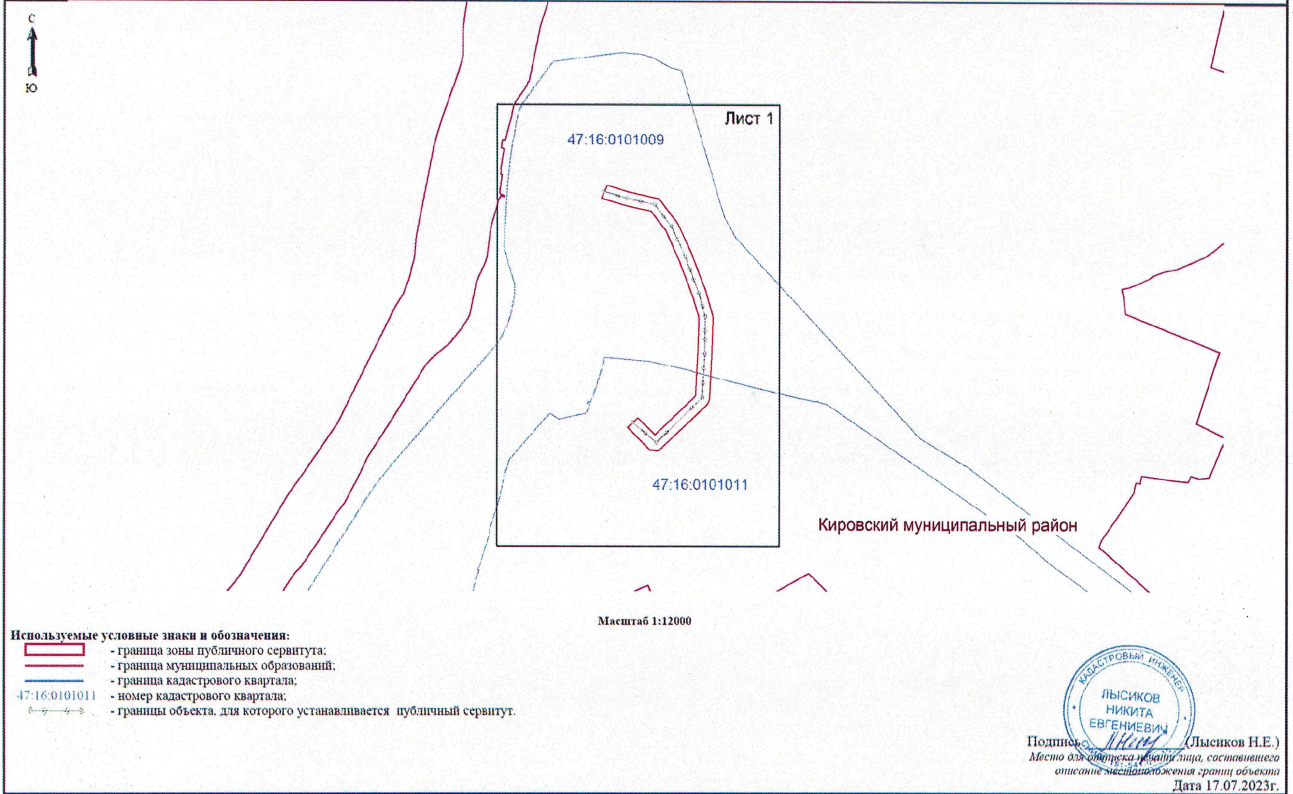 С
Ю
Лист 1
47:16:0101009
47:16:0101011
Кировский муниципальный район
Масштаб 1:12000
Используемые условные знаки и обозначения:
- граница зоны публичного сервитута;
- граница муниципальных образований;
- граница кадастрового квартала;
47:16:0101011 - номер кадастрового квартала;
- границы объекта, для которого устанавливается публичный сервитут.
КАДАСТРОВЫЙ ИНЖЕНЕР
ЛЫСИКОВ
НИКИТА
ЕВГЕНИЕВИЧ
Подпись (Лысиков Н.Е.)
Место для оттиска печати лица, составившего
описание местоположения границ объекта
Дата 17.07.2023г.